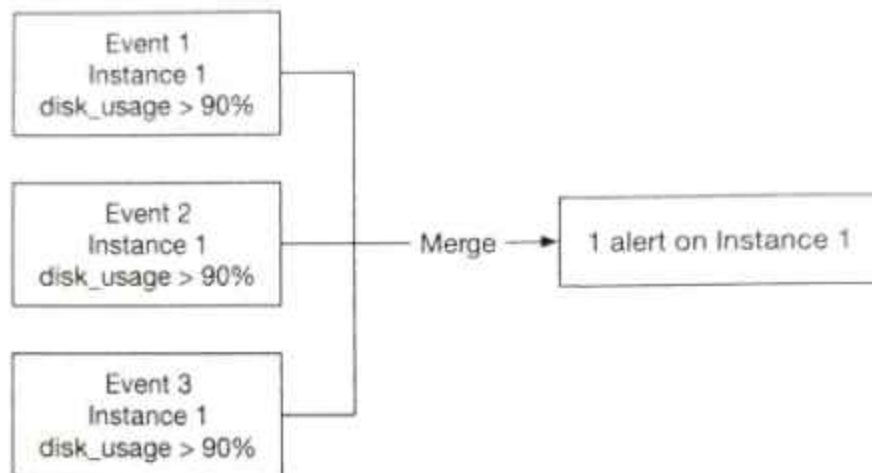 Event 1
Instance 1
disk_usage > 90%
Event 2
Instance 1
disk_usage > 90%
Merge
1 alert on Instance 1
Event 3
Instance 1
disk_usage > 90%